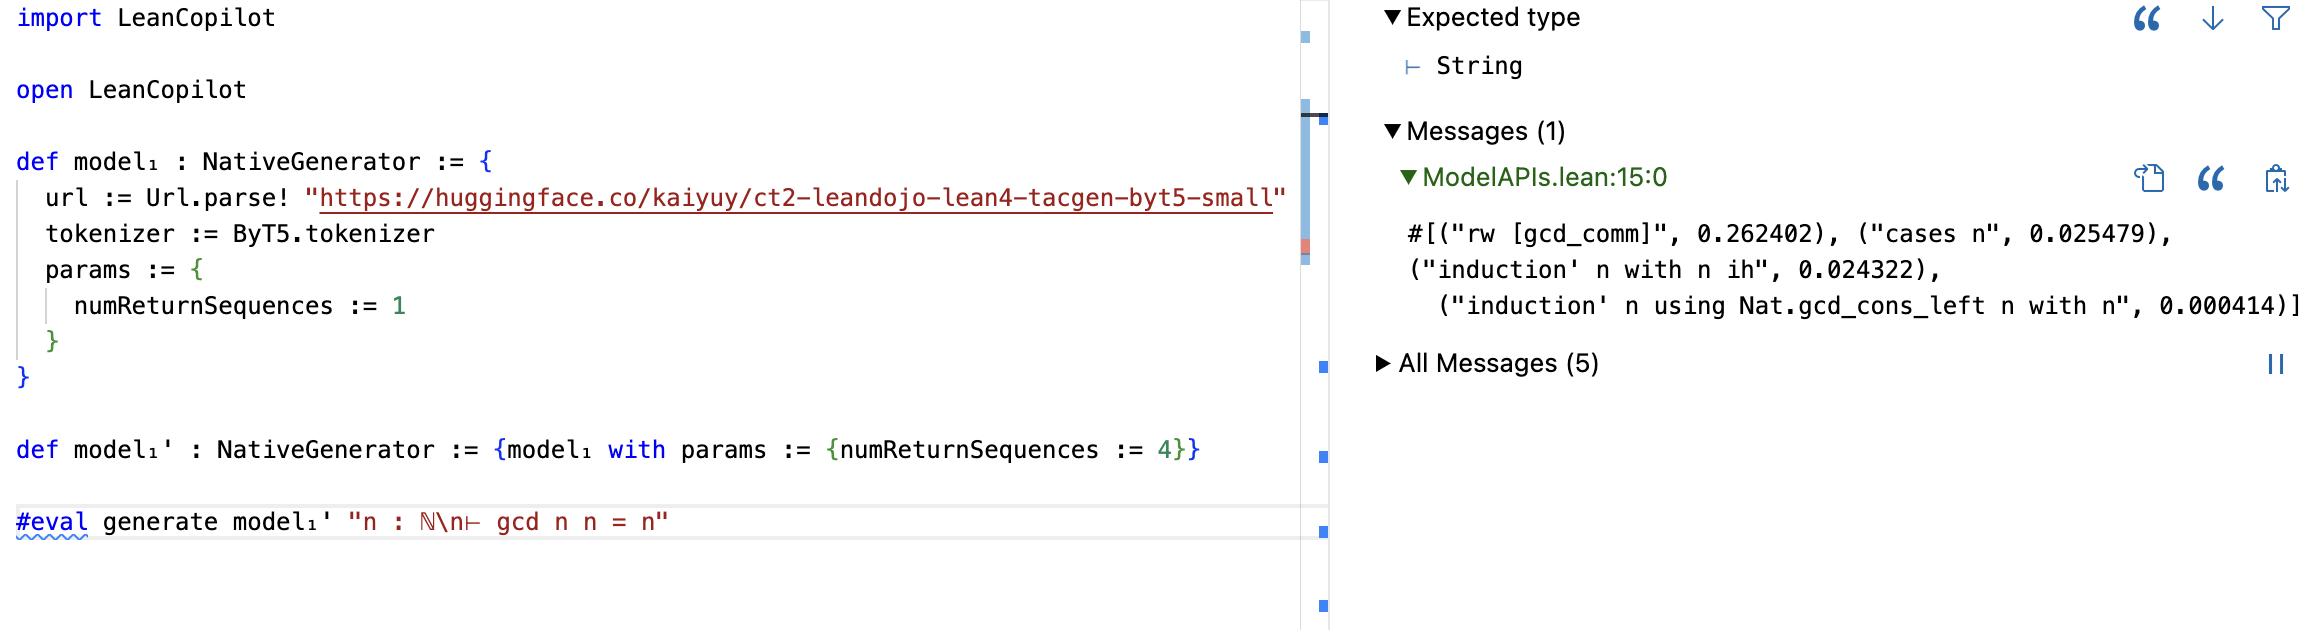 import LeanCopilot
open LeanCopilot
def model₁ : NativeGenerator := {
  url := Url.parse! "https://huggingface.co/kaiyuy/ct2-leandojo-lean4-tacgen-byt5-small"
  tokenizer := ByT5.tokenizer
  params := {
    numReturnSequences := 1
  }
}
def model₁' : NativeGenerator := {model₁ with params := {numReturnSequences := 4}}
#eval generate model₁' "n : ℕ\n⊢ gcd n n = n"
Expected type
⊢ String
Messages (1)
ModelAPIs.lean:15:0
#[("rw [gcd_comm]", 0.262402), ("cases n", 0.025479),
("induction' n with n ih", 0.024322),
  ("induction' n using Nat.gcd_cons_left n with n", 0.000414)]
All Messages (5)